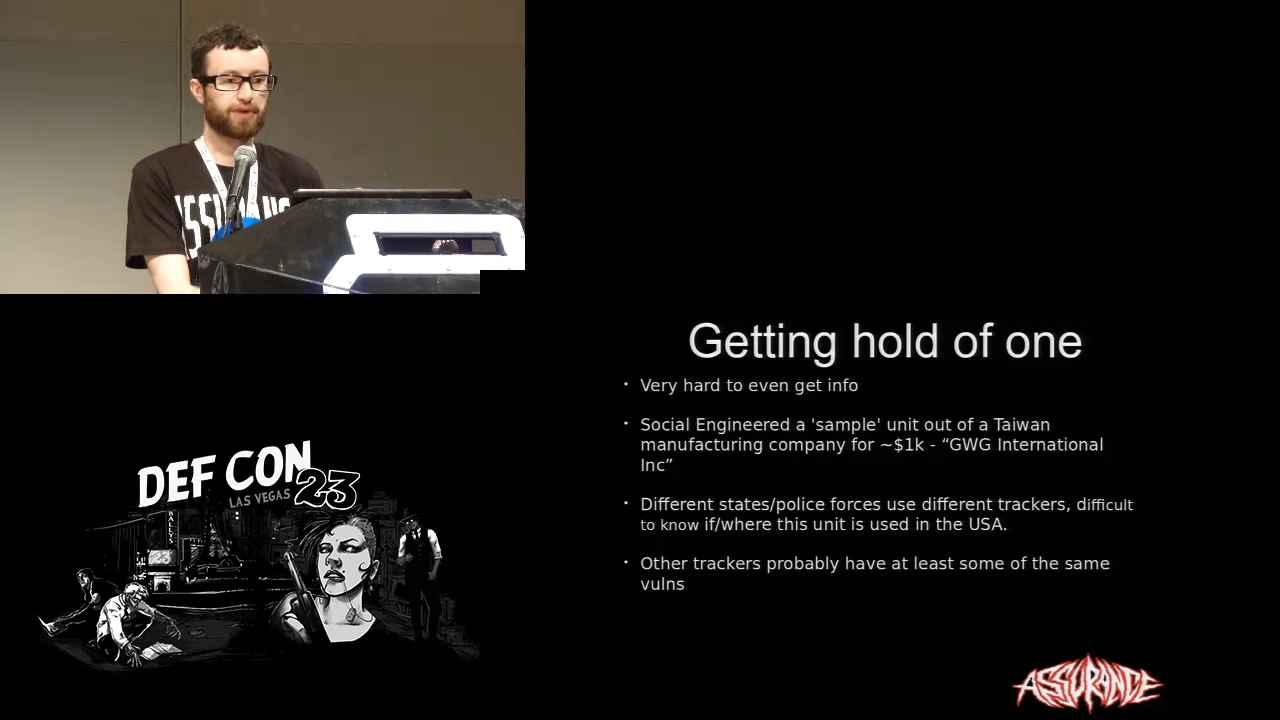 Getting hold of one
• Very hard to even get info
• Social Engineered a 'sample' unit out of a Taiwan
manufacturing company for ~$1k - “GWG International
Inc”
• Different states/police forces use different trackers, difficult
to know if/where this unit is used in the USA.
• Other trackers probably have at least some of the same
vulns
DEF CON
LAS VEGAS 23
BALLYS
ASSURANCE